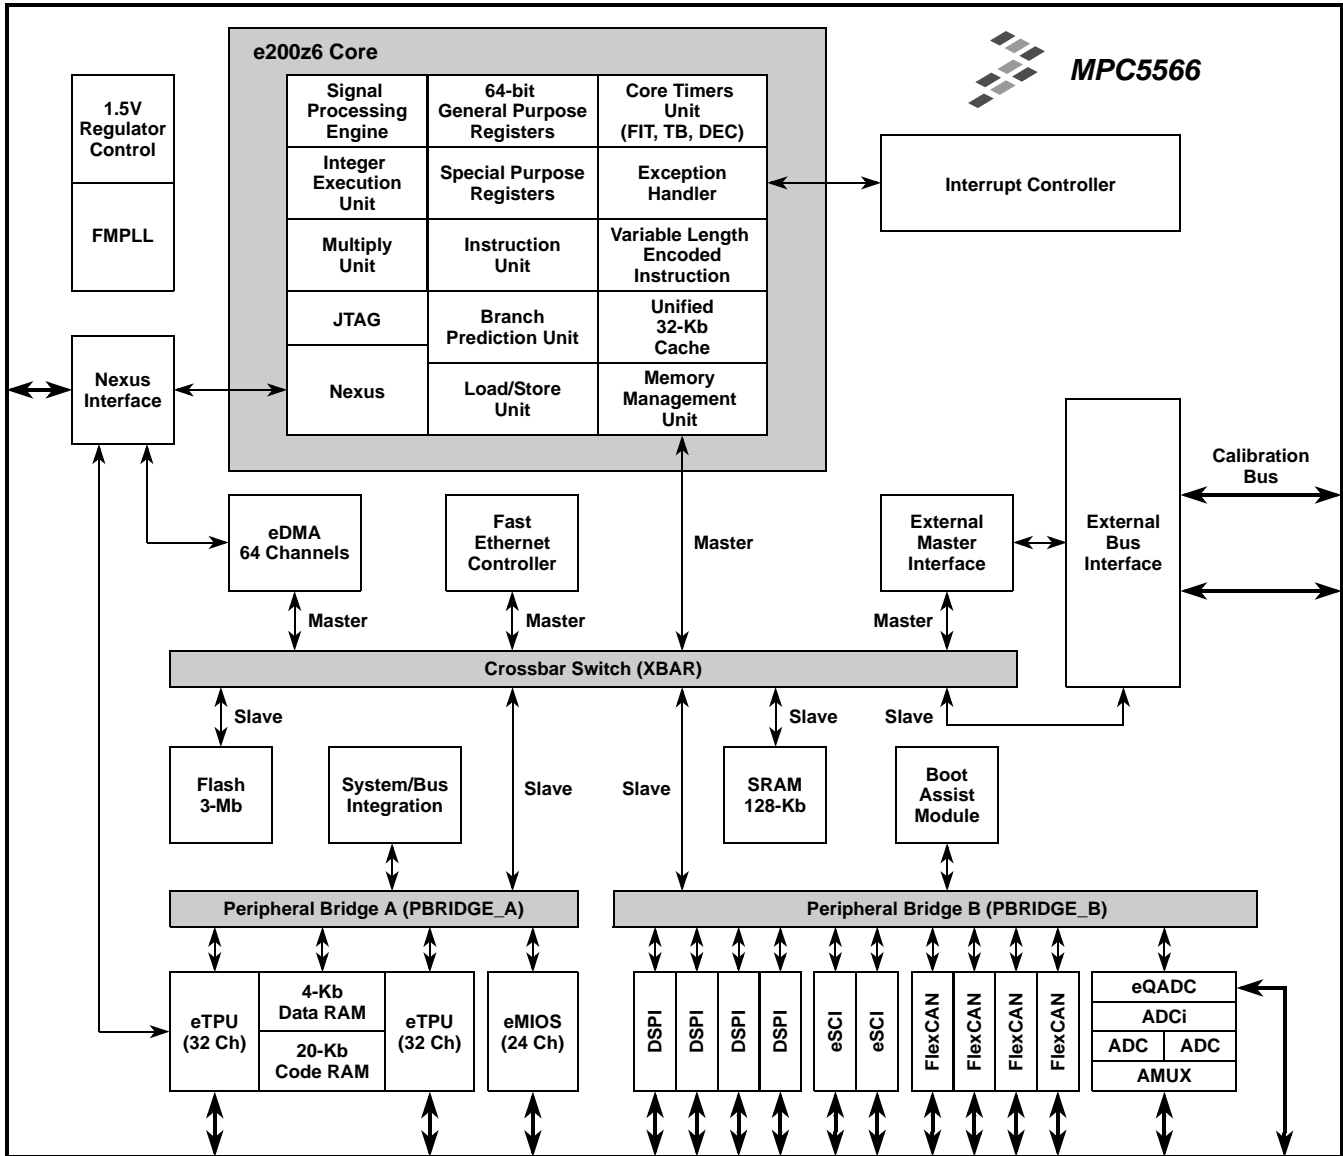 e200z6 Core
MPC5566
1.5V
Regulator
Control
FMPLL
Signal
Processing
Engine
64-bit
General Purpose
Registers
Core Timers
Unit
(FIT, TB, DEC)
Integer
Execution
Unit
Special Purpose
Registers
Exception
Handler
Interrupt Controller
Multiply
Unit
Instruction
Unit
Variable Length
Encoded
Instruction
JTAG
Branch
Prediction Unit
Unified
32-Kb
Cache
Nexus
Interface
Nexus
Load/Store
Unit
Memory
Management
Unit
Calibration
Bus
eDMA
64 Channels
Fast
Ethernet
Controller
Master
External
Master
Interface
External
Bus
Interface
Master
Master
Master
Crossbar Switch (XBAR)
Slave
Slave
Slave
Flash
3-Mb
System/Bus
Integration
Slave
Slave
SRAM
128-Kb
Boot
Assist
Module
Peripheral Bridge A (PBRIDGE_A)
Peripheral Bridge B (PBRIDGE_B)
eTPU
(32 Ch)
4-Kb
Data RAM
20-Kb
Code RAM
eTPU
(32 Ch)
eMIOS
(24 Ch)
DSPI
DSPI
DSPI
DSPI
eSCI
eSCI
FlexCAN
FlexCAN
FlexCAN
FlexCAN
eQADC
ADCi
ADC
ADC
AMUX